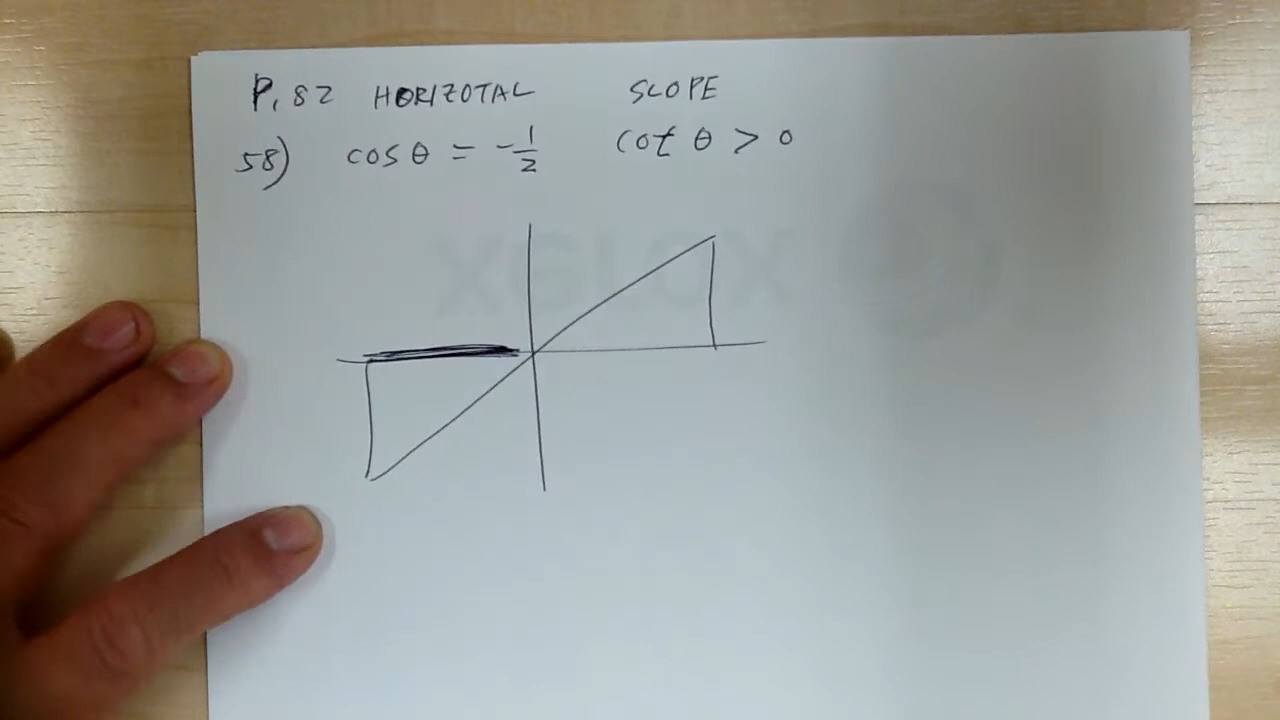 P. 82 HORIZOTAL SLOPE
58) cos θ = -1/2 cot θ > 0